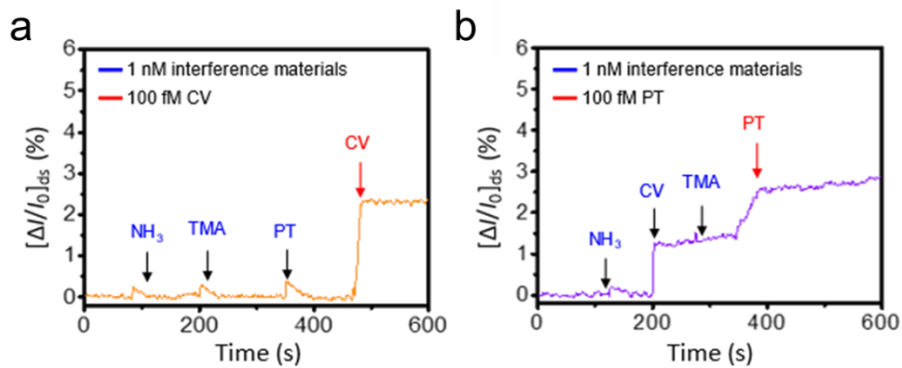 a
6
5
4
3
2
1
0
[ΔI/I0]ds (%)
1 nM interference materials
100 fM CV
NH3
TMA
PT
CV
0
200
400
600
Time (s)
b
6
5
4
3
2
1
0
[ΔI/I0]ds (%)
1 nM interference materials
100 fM PT
NH3
CV
TMA
PT
0
200
400
600
Time (s)